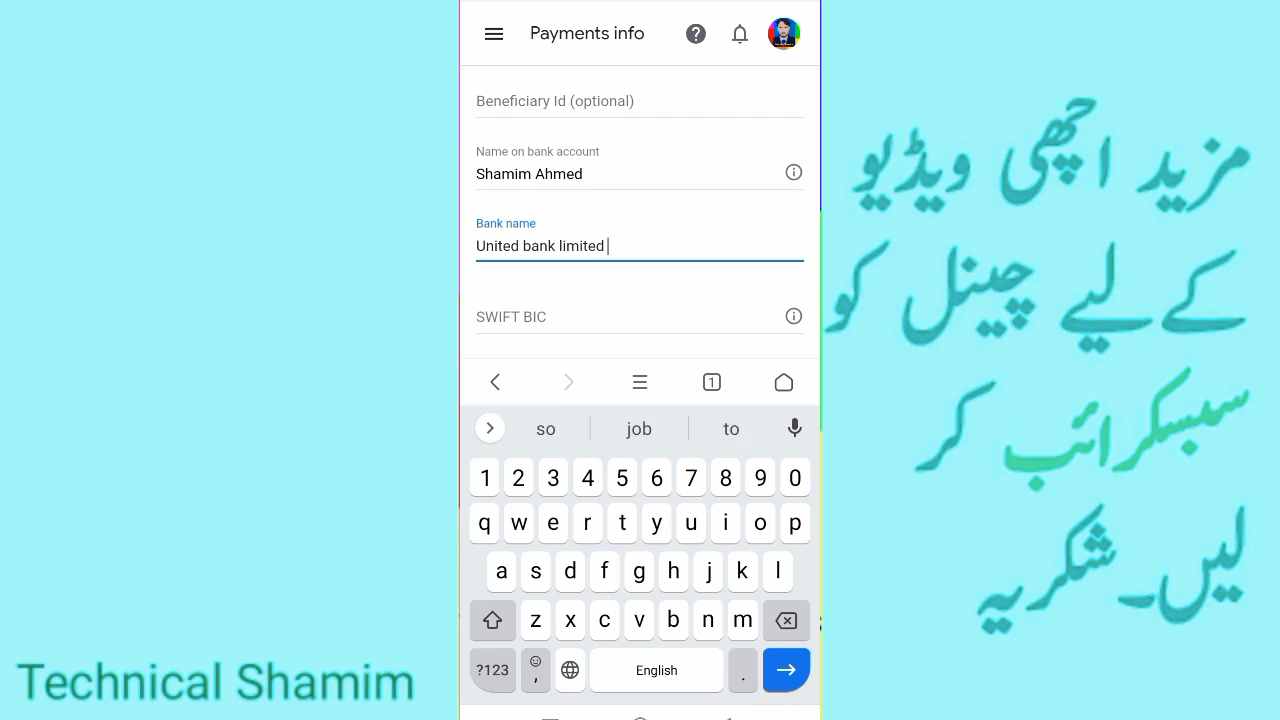 Payments info
Beneficiary Id (optional)
Name on bank account
Shamim Ahmed
Bank name
United bank limited
SWIFT BIC
1
so job to
1 2 3 4 5 6 7 8 9 0
q w e r t y u i o p
a s d f g h j k l
z x c v b n m
?123 , English .
مزید اچھی ویڈیو
کے لیے چینل کو
سبسکرائب کر
لیں۔ شکریہ
Technical Shamim